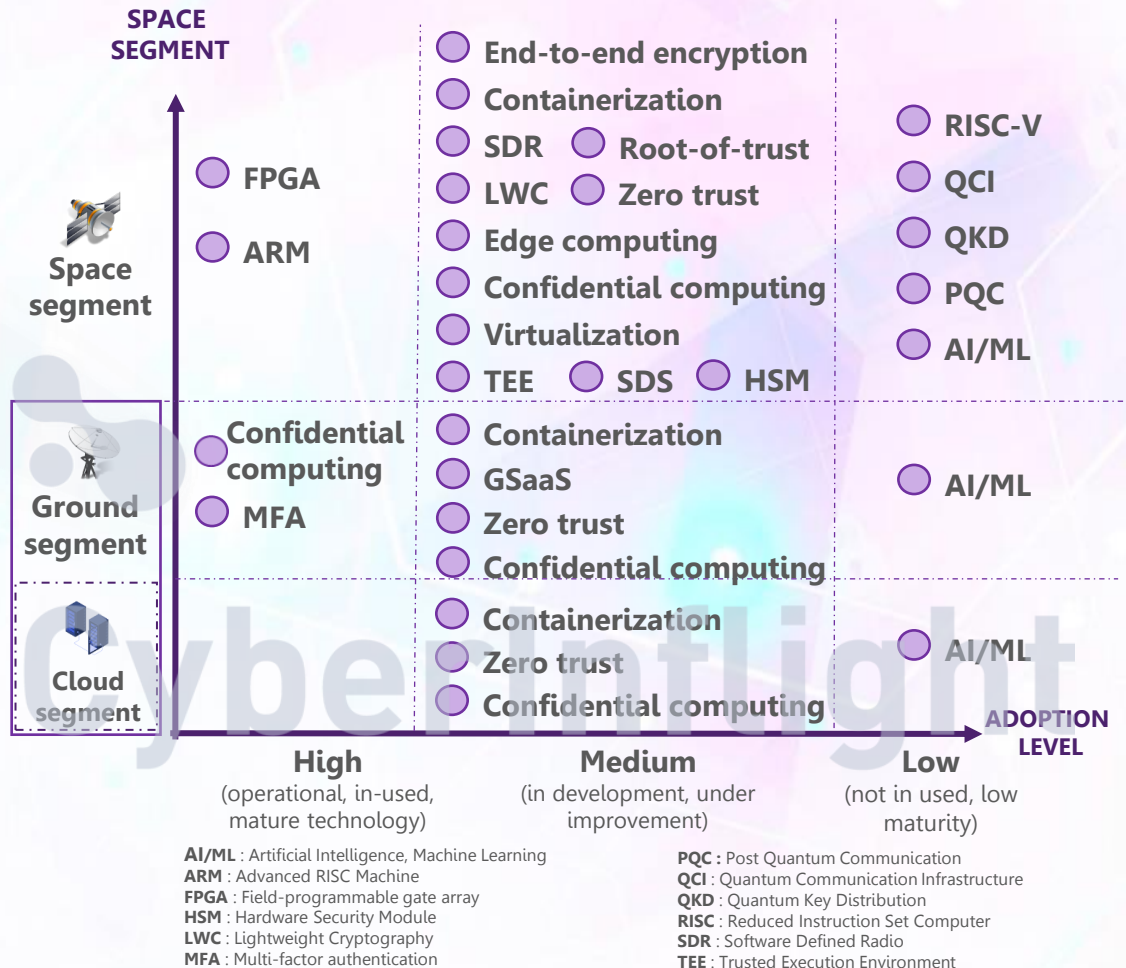 SPACE
SEGMENT
End-to-end encryption
Containerization
SDR
Root-of-trust
LWC
Zero trust
Edge computing
Confidential computing
Virtualization
TEE
SDS
HSM
FPGA
ARM
RISC-V
QCI
QKD
PQC
AI/ML
Space
segment
Confidential
computing
MFA
Containerization
GSaaS
Zero trust
Confidential computing
AI/ML
Ground
segment
Containerization
Zero trust
Confidential computing
AI/ML
Cloud
segment
CyberInflight
ADOPTION
LEVEL
High
(operational, in-used,
mature technology)
Medium
(in development, under
improvement)
Low
(not in used, low
maturity)
AI/ML : Artificial Intelligence, Machine Learning
ARM : Advanced RISC Machine
FPGA : Field-programmable gate array
HSM : Hardware Security Module
LWC : Lightweight Cryptography
MFA : Multi-factor authentication
PQC : Post Quantum Communication
QCI : Quantum Communication Infrastructure
QKD : Quantum Key Distribution
RISC : Reduced Instruction Set Computer
SDR : Software Defined Radio
TEE : Trusted Execution Environment